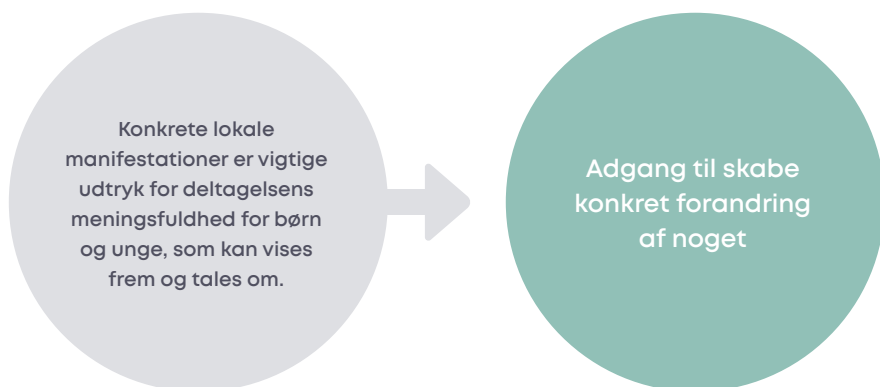 Konkrete lokale
manifestationer er vigtige
udtryk for deltagelsens
meningsfuldhed for børn
og unge, som kan vises
frem og tales om.
Adgang til skabe
konkret forandring
af noget